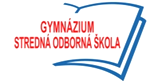 GYMNÁZIUM
STREDNÁ ODBORNÁ ŠKOLA